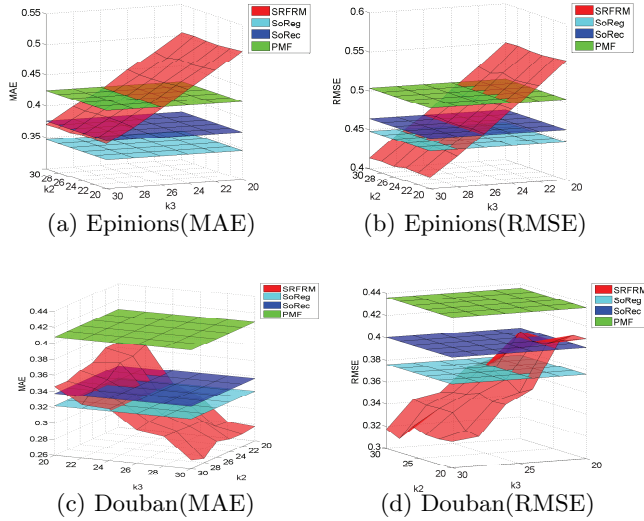 0.55
0.5
0.45
0.4
0.35
30
MAE
28
26
24
22
20
k2
30
28
26
24
22
20
k3
SRFRM
SoReg
SoRec
PMF
(a) Epinions(MAE)
0.6
0.55
0.5
0.45
0.4
RMSE
30
28
26
24
22
20
k2
30
28
26
24
22
20
k3
SRFRM
SoReg
SoRec
PMF
(b) Epinions(RMSE)
0.44
0.42
0.4
0.38
0.36
0.34
0.32
0.3
0.28
0.26
MAE
20
22
24
26
28
30
k3
30
28
26
24
22
20
k2
SRFRM
SoReg
SoRec
PMF
(c) Douban(MAE)
0.44
0.42
0.4
0.38
0.36
0.34
0.32
0.3
RMSE
30
25
20
k2
30
25
20
k3
SRFRM
SoReg
SoRec
PMF
(d) Douban(RMSE)